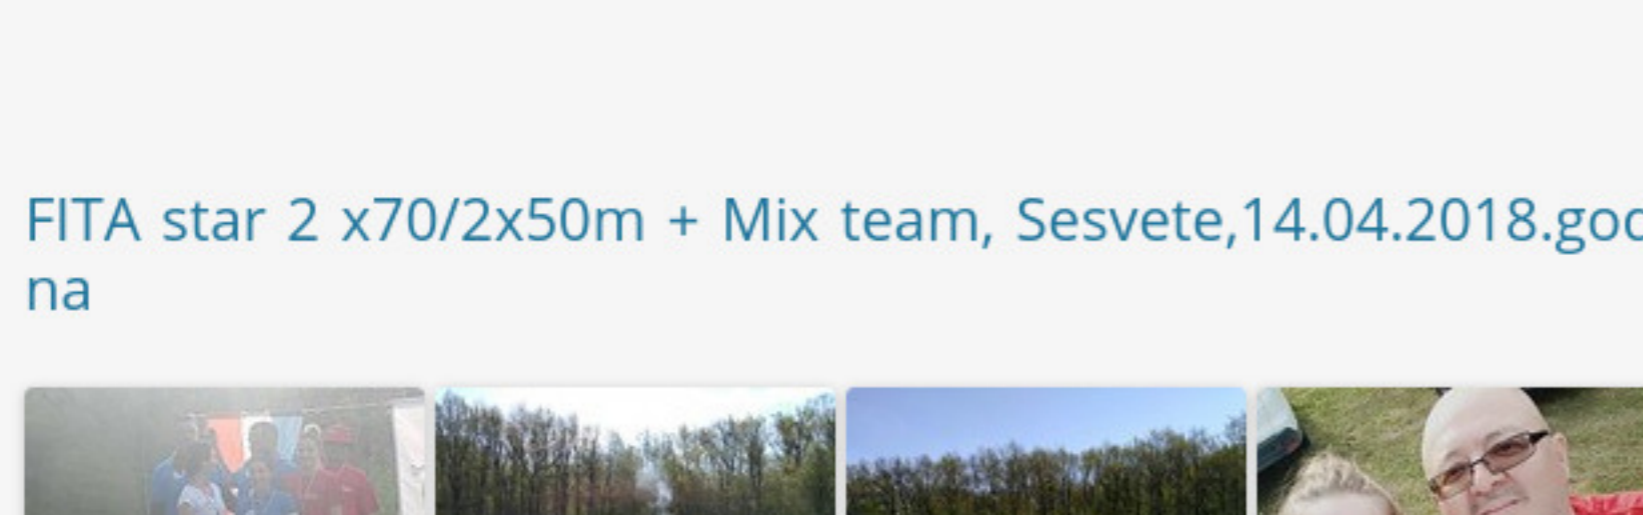 FITA star 2 x70/2x50m + Mix team, Sesvete,14.04.2018.god
na